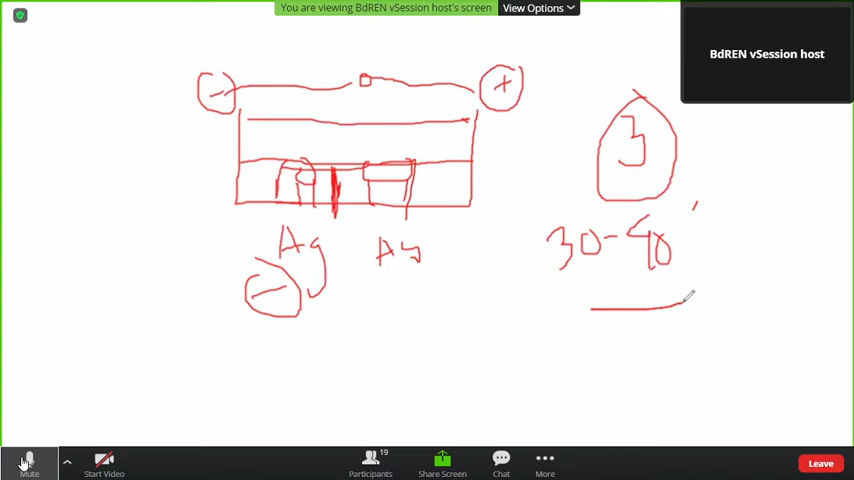 You are viewing BdREN vSession host's screen
View Options
BdREN vSession host
−
+
3
Ag
Ag
30-40
−
Mute
Start Video
19
Participants
Share Screen
Chat
More
Leave